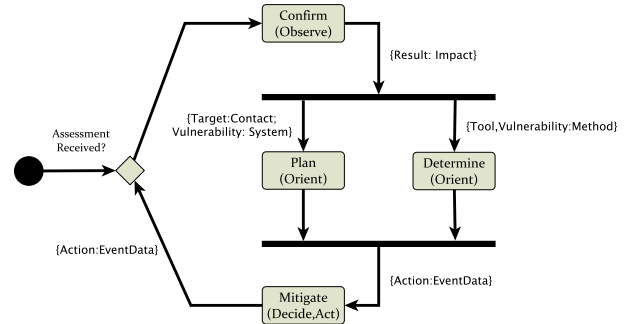 Confirm
(Observe)
{Result: Impact}
{Target:Contact;
Vulnerability: System}
{Tool,Vulnerability:Method}
Assessment
Received?
Plan
(Orient)
Determine
(Orient)
{Action:EventData}
{Action:EventData}
Mitigate
(Decide,Act)